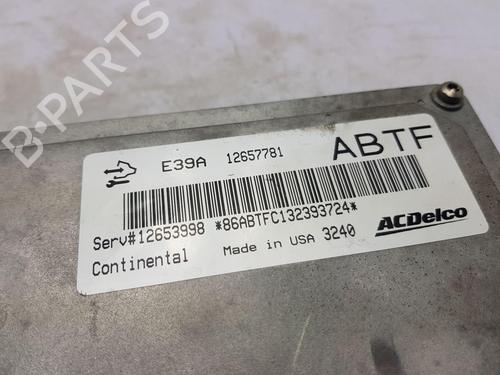 B-PARTS
E39A 12657781 ABTF
*86ABTFC132393724*
Serv#12653998
ACDelco
Continental Made in USA 3240